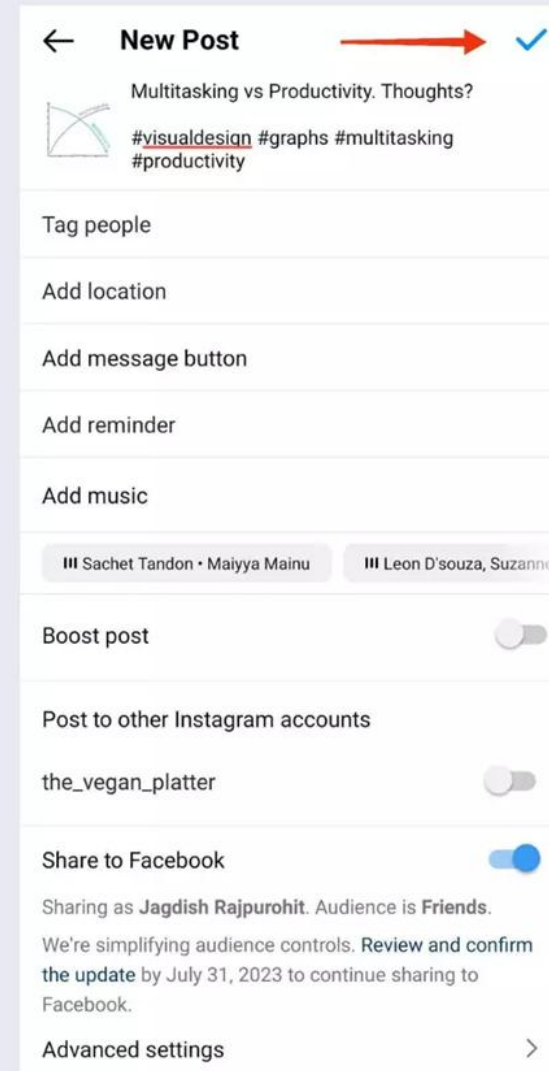 New Post
Multitasking vs Productivity. Thoughts?
#visualdesign #graphs #multitasking
#productivity
Tag people
Add location
Add message button
Add reminder
Add music
Sachet Tandon • Maiyya Mainu
Leon D'souza, Suzanne
Boost post
Post to other Instagram accounts
the_vegan_platter
Share to Facebook
Sharing as Jagdish Rajpurohit. Audience is Friends.
We're simplifying audience controls. Review and confirm
the update by July 31, 2023 to continue sharing to
Facebook.
Advanced settings